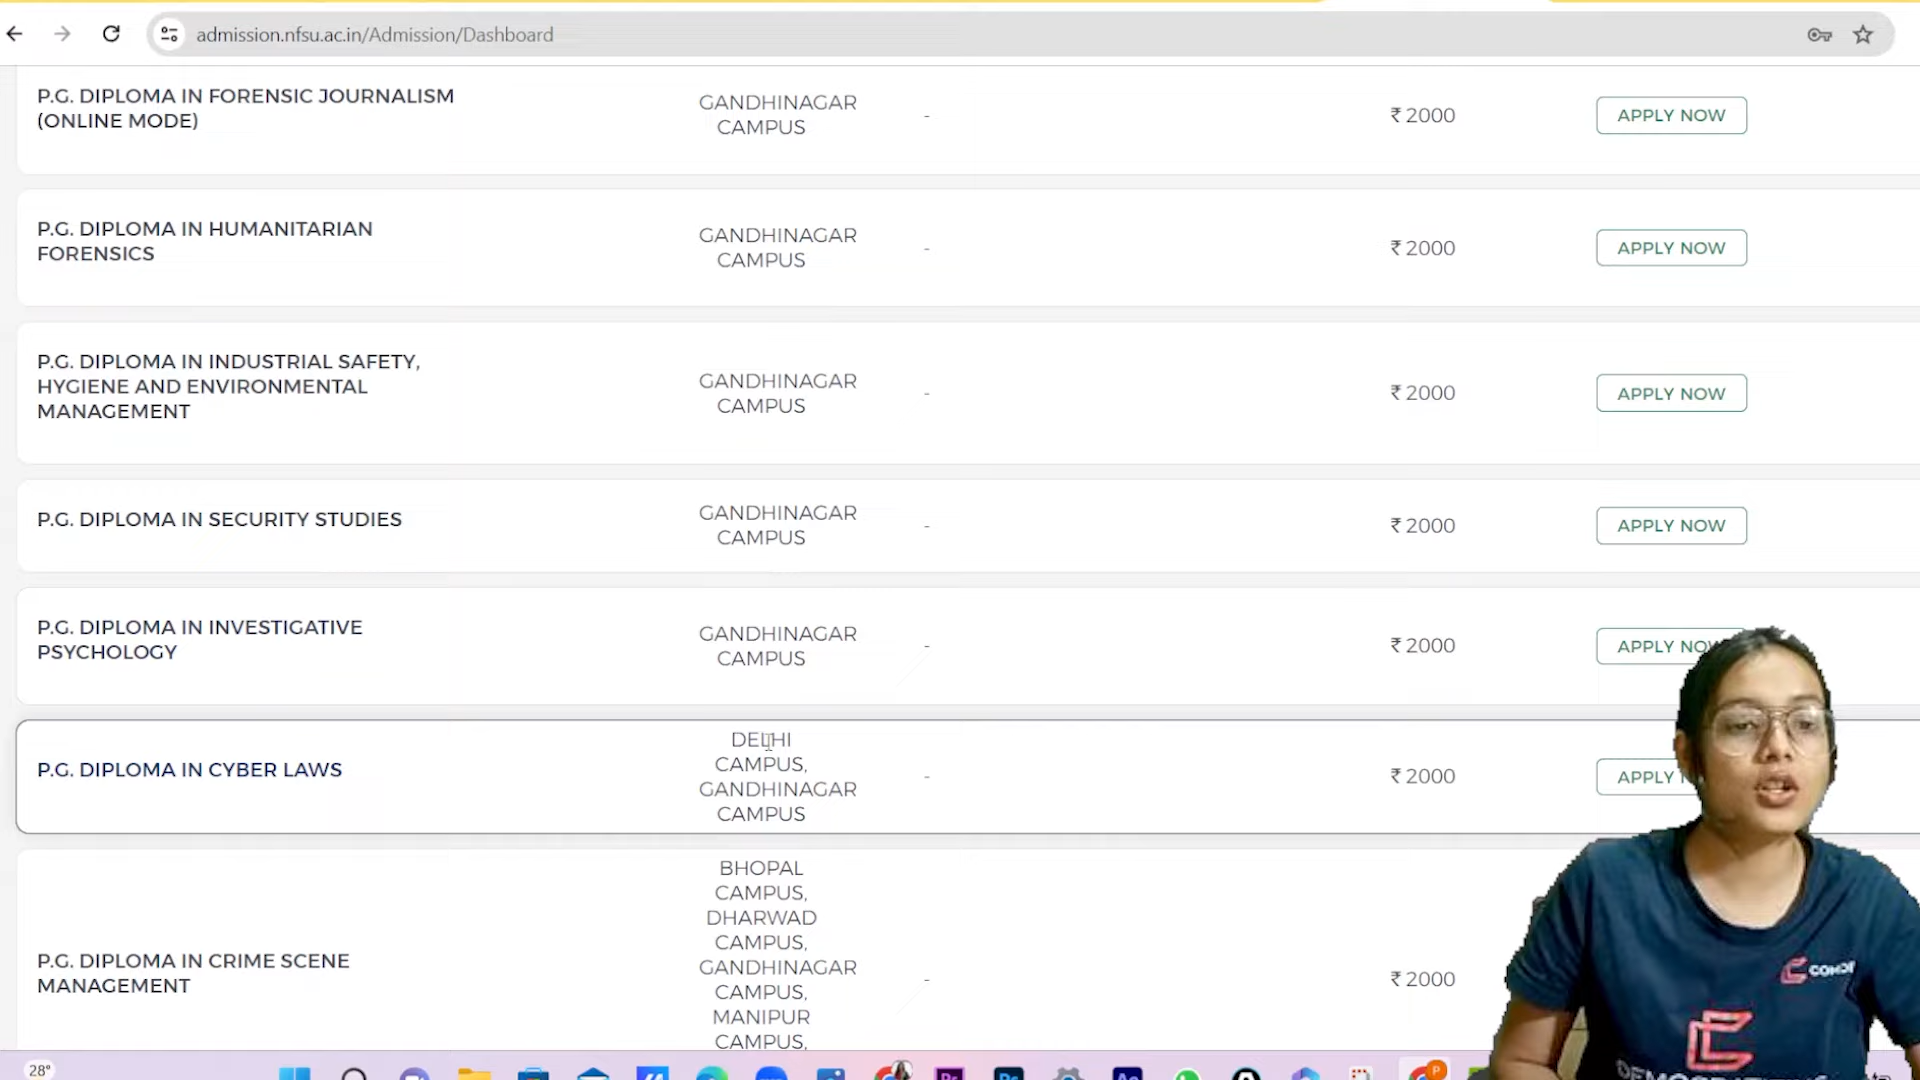 admission.nfsu.ac.in/Admission/Dashboard
P.G. DIPLOMA IN FORENSIC JOURNALISM
(ONLINE MODE)
GANDHINAGAR
CAMPUS
-
₹ 2000
APPLY NOW
P.G. DIPLOMA IN HUMANITARIAN
FORENSICS
GANDHINAGAR
CAMPUS
-
₹ 2000
APPLY NOW
P.G. DIPLOMA IN INDUSTRIAL SAFETY,
HYGIENE AND ENVIRONMENTAL
MANAGEMENT
GANDHINAGAR
CAMPUS
-
₹ 2000
APPLY NOW
P.G. DIPLOMA IN SECURITY STUDIES
GANDHINAGAR
CAMPUS
-
₹ 2000
APPLY NOW
P.G. DIPLOMA IN INVESTIGATIVE
PSYCHOLOGY
GANDHINAGAR
CAMPUS
-
₹ 2000
APPLY NOW
P.G. DIPLOMA IN CYBER LAWS
DELHI
CAMPUS,
GANDHINAGAR
CAMPUS
-
₹ 2000
APPLY
P.G. DIPLOMA IN CRIME SCENE
MANAGEMENT
BHOPAL
CAMPUS,
DHARWAD
CAMPUS,
GANDHINAGAR
CAMPUS,
MANIPUR
CAMPUS,
-
₹ 2000
28°